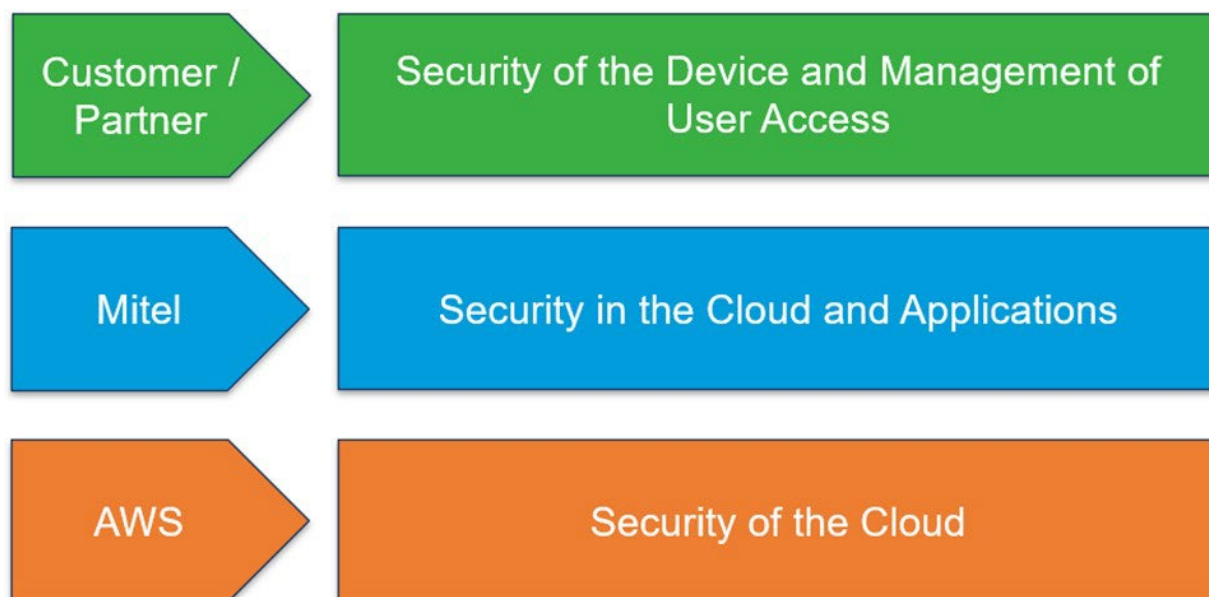 Customer /
Partner
Security of the Device and Management of
User Access
Mitel
Security in the Cloud and Applications
AWS
Security of the Cloud